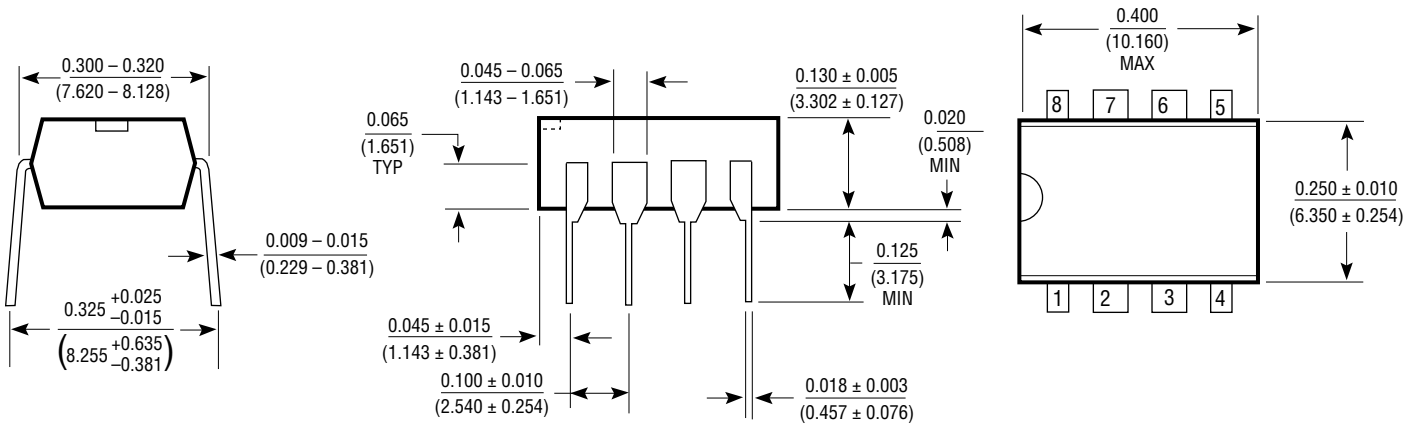 0.300 – 0.320
(7.620 – 8.128)
0.009 – 0.015
(0.229 – 0.381)
0.325 +0.025 –0.015
(8.255 +0.635 –0.381)
0.045 – 0.065
(1.143 – 1.651)
0.065
(1.651)
TYP
0.130 ± 0.005
(3.302 ± 0.127)
0.020
(0.508)
MIN
0.125
(3.175)
MIN
0.045 ± 0.015
(1.143 ± 0.381)
0.100 ± 0.010
(2.540 ± 0.254)
0.018 ± 0.003
(0.457 ± 0.076)
0.400
(10.160)
MAX
8 7 6 5
0.250 ± 0.010
(6.350 ± 0.254)
1 2 3 4